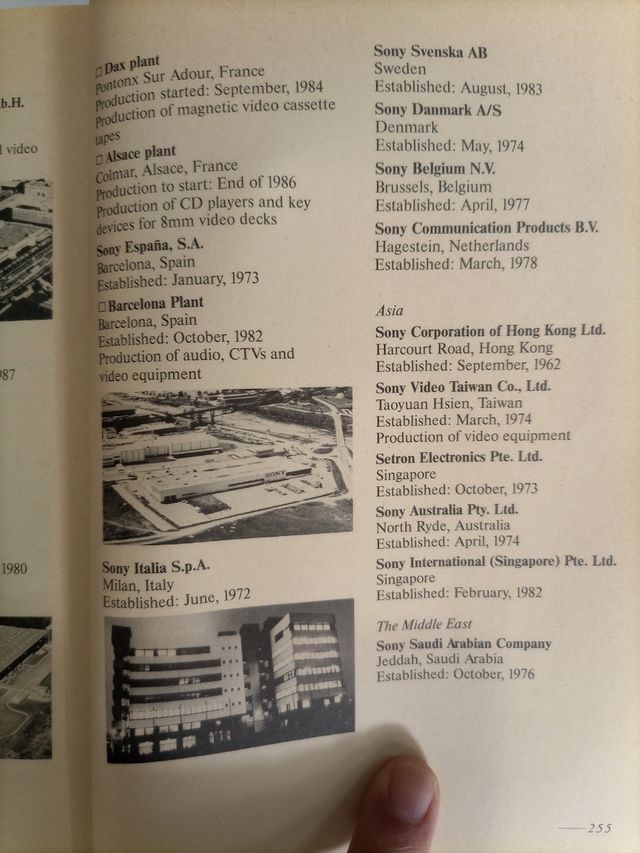 b.H.
video
987
1980
□ Dax plant
Pontonx Sur Adour, France
Production started: September, 1984
Production of magnetic video cassette
tapes
□ Alsace plant
Colmar, Alsace, France
Production to start: End of 1986
Production of CD players and key
devices for 8mm video decks
Sony España, S.A.
Barcelona, Spain
Established: January, 1973
□ Barcelona Plant
Barcelona, Spain
Established: October, 1982
Production of audio, CTVs and
video equipment
SONY
Sony Italia S.p.A.
Milan, Italy
Established: June, 1972
Sony Svenska AB
Sweden
Established: August, 1983
Sony Danmark A/S
Denmark
Established: May, 1974
Sony Belgium N.V.
Brussels, Belgium
Established: April, 1977
Sony Communication Products B.V.
Hagestein, Netherlands
Established: March, 1978
Asia
Sony Corporation of Hong Kong Ltd.
Harcourt Road, Hong Kong
Established: September, 1962
Sony Video Taiwan Co., Ltd.
Taoyuan Hsien, Taiwan
Established: March, 1974
Production of video equipment
Setron Electronics Pte. Ltd.
Singapore
Established: October, 1973
Sony Australia Pty. Ltd.
North Ryde, Australia
Established: April, 1974
Sony International (Singapore) Pte. Ltd.
Singapore
Established: February, 1982
The Middle East
Sony Saudi Arabian Company
Jeddah, Saudi Arabia
Established: October, 1976
255